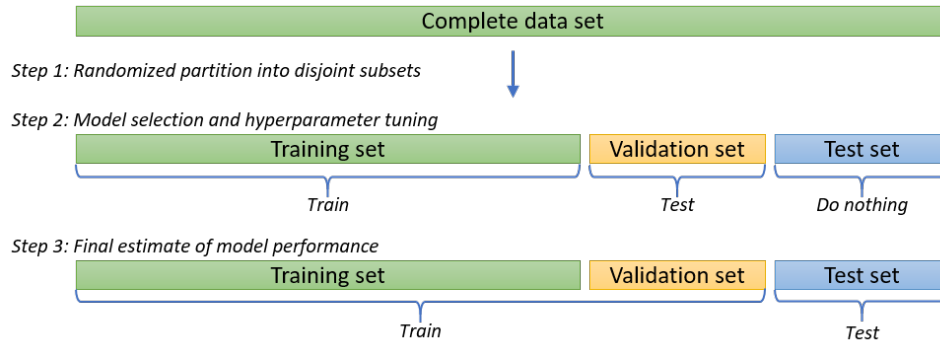 Complete data set
Step 1: Randomized partition into disjoint subsets
Step 2: Model selection and hyperparameter tuning
Training set Validation set Test set
Train Test Do nothing
Step 3: Final estimate of model performance
Training set Validation set Test set
Train Test